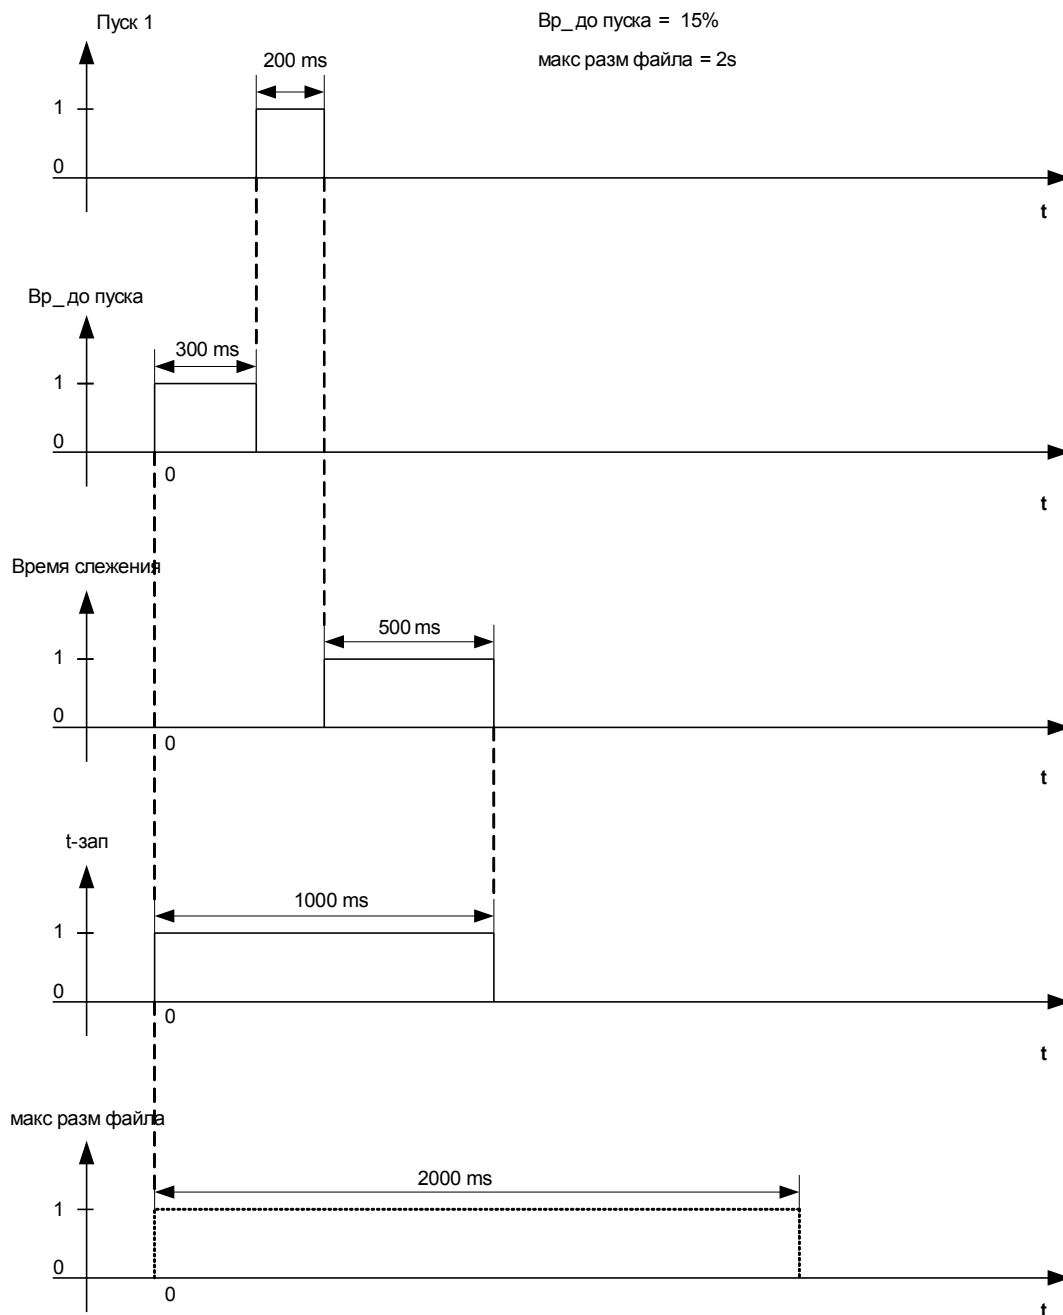 Пуск 1
Вр_до пуска = 15%
макс разм файла = 2s
200 ms
1
0
t
Вр_до пуска
300 ms
1
0
0
t
Время слежения
500 ms
1
0
0
t
t-зап
1000 ms
1
0
0
t
макс разм файла
2000 ms
1
0
0
t